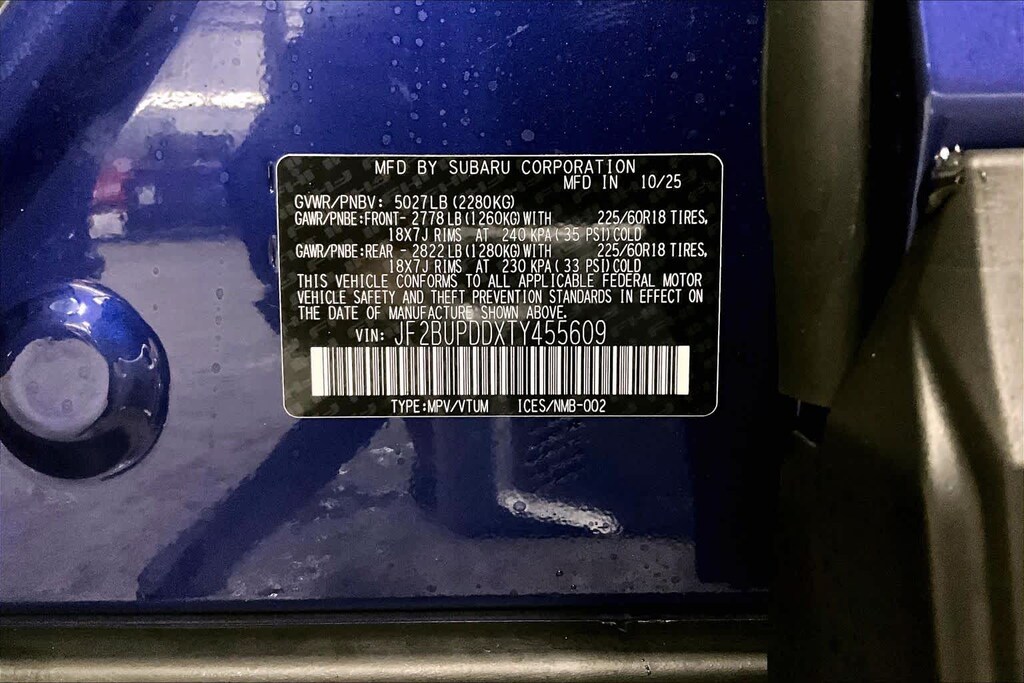 MFD BY SUBARU CORPORATION
MFD IN 10/25
GVWR/PNBV: 5027LB (2280KG)
GAWR/PNBE:FRONT- 2778 LB (1260KG) WITH 225/60R18 TIRES,
18X7J RIMS AT 240 KPA ( 35 PSI) COLD
GAWR/PNBE:REAR - 2822 LB (1280KG) WITH 225/60R18 TIRES,
18X7J RIMS AT 230 KPA ( 33 PSI) COLD
THIS VEHICLE CONFORMS TO ALL APPLICABLE FEDERAL MOTOR
VEHICLE SAFETY AND THEFT PREVENTION STANDARDS IN EFFECT ON
THE DATE OF MANUFACTURE SHOWN ABOVE.
VIN: JF2BUPDDXTY455609
TYPE:MPV/VTUM ICES/NMB-002